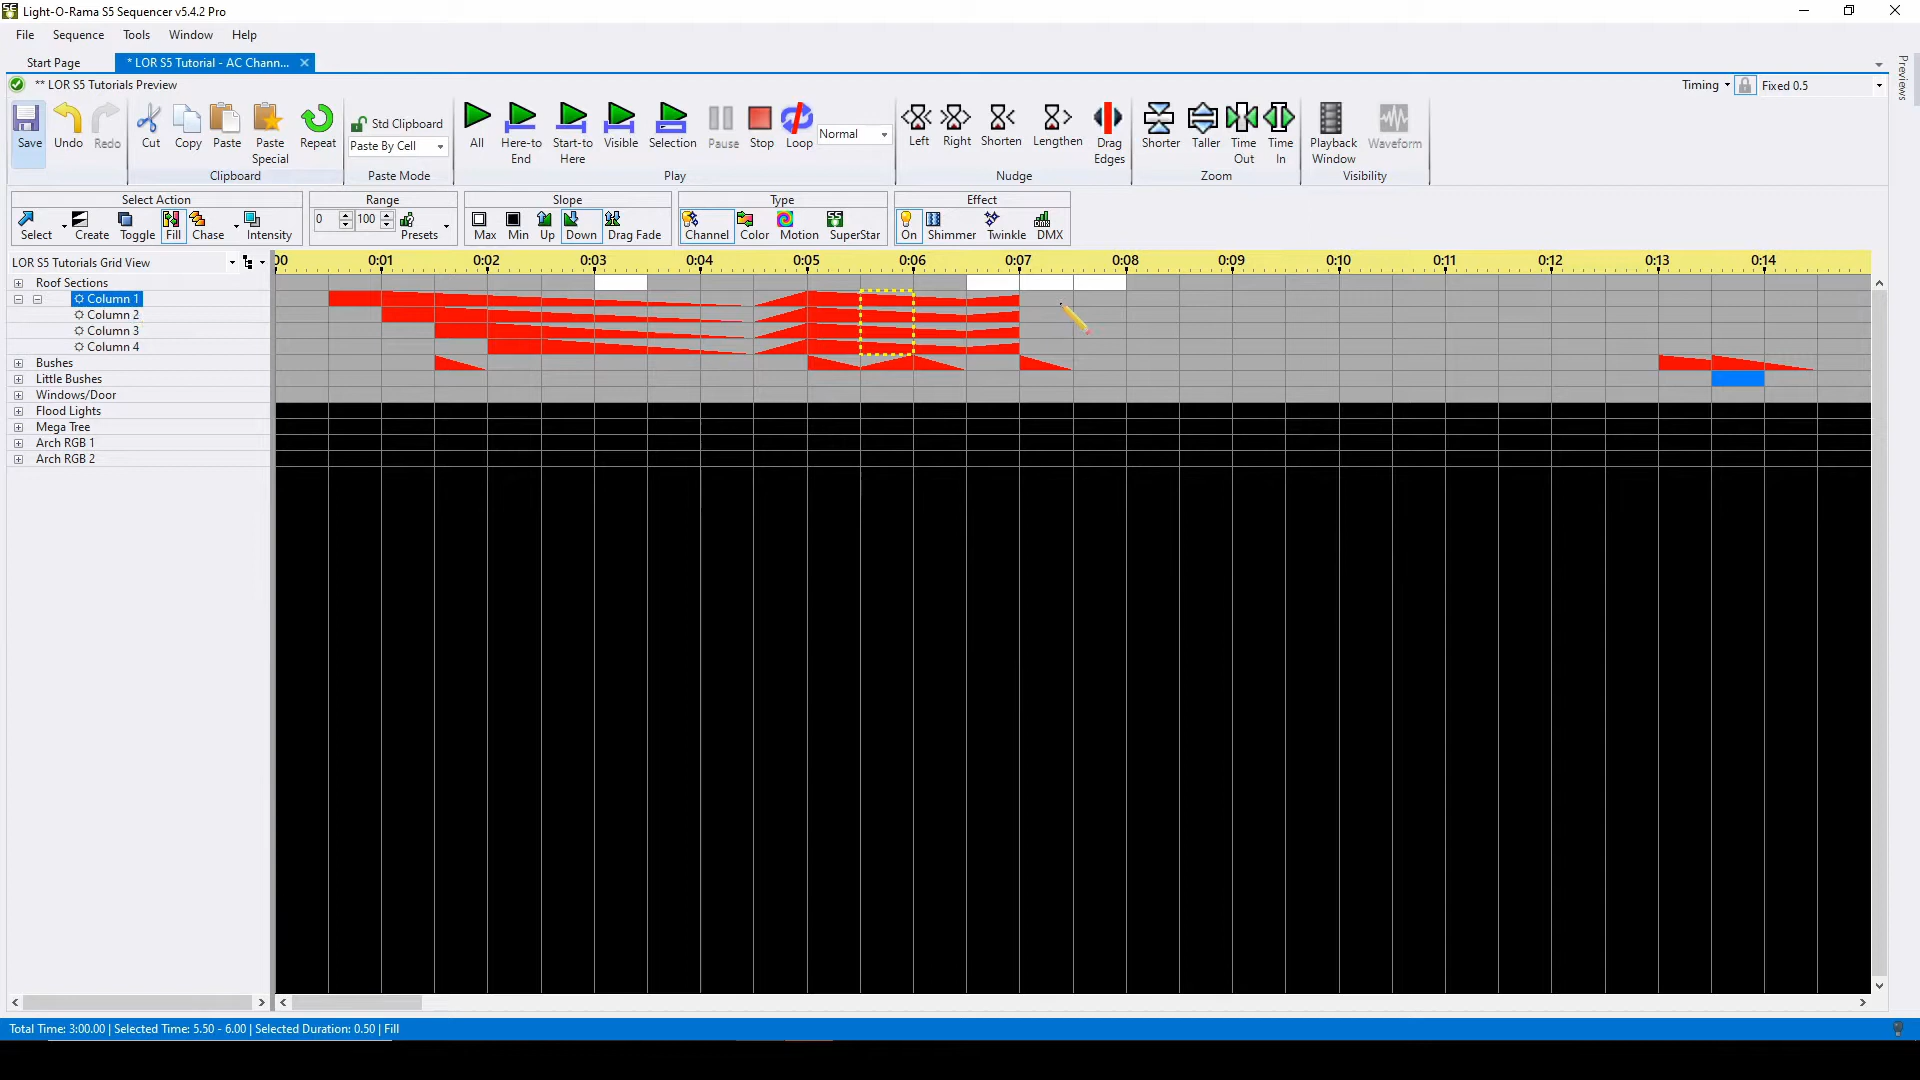 Light-O-Rama S5 Sequencer v5.4.2 Pro
File Sequence Tools Window Help
Start Page * LOR S5 Tutorial - AC Chann...
** LOR S5 Tutorials Preview
Timing Fixed 0.5
Previews
Save Undo Redo Cut Copy Paste Paste Special Repeat
Std Clipboard
Paste By Cell
All Here-to End Start-to Here Visible Selection Pause Stop Loop Normal
Left Right Shorten Lengthen Drag Edges
Shorter Taller Time Out Time In
Playback Window Waveform
Clipboard Paste Mode Play Nudge Zoom Visibility
Select Action Range Slope Type Effect
0 100
Select Create Toggle Fill Chase Intensity Presets Max Min Up Down Drag Fade Channel Color Motion SuperStar On Shimmer Twinkle DMX
LOR S5 Tutorials Grid View
00 0:01 0:02 0:03 0:04 0:05 0:06 0:07 0:08 0:09 0:10 0:11 0:12 0:13 0:14
Roof Sections
Column 1
Column 2
Column 3
Column 4
Bushes
Little Bushes
Windows/Door
Flood Lights
Mega Tree
Arch RGB 1
Arch RGB 2
Total Time: 3:00.00 | Selected Time: 5.50 - 6.00 | Selected Duration: 0.50 | Fill